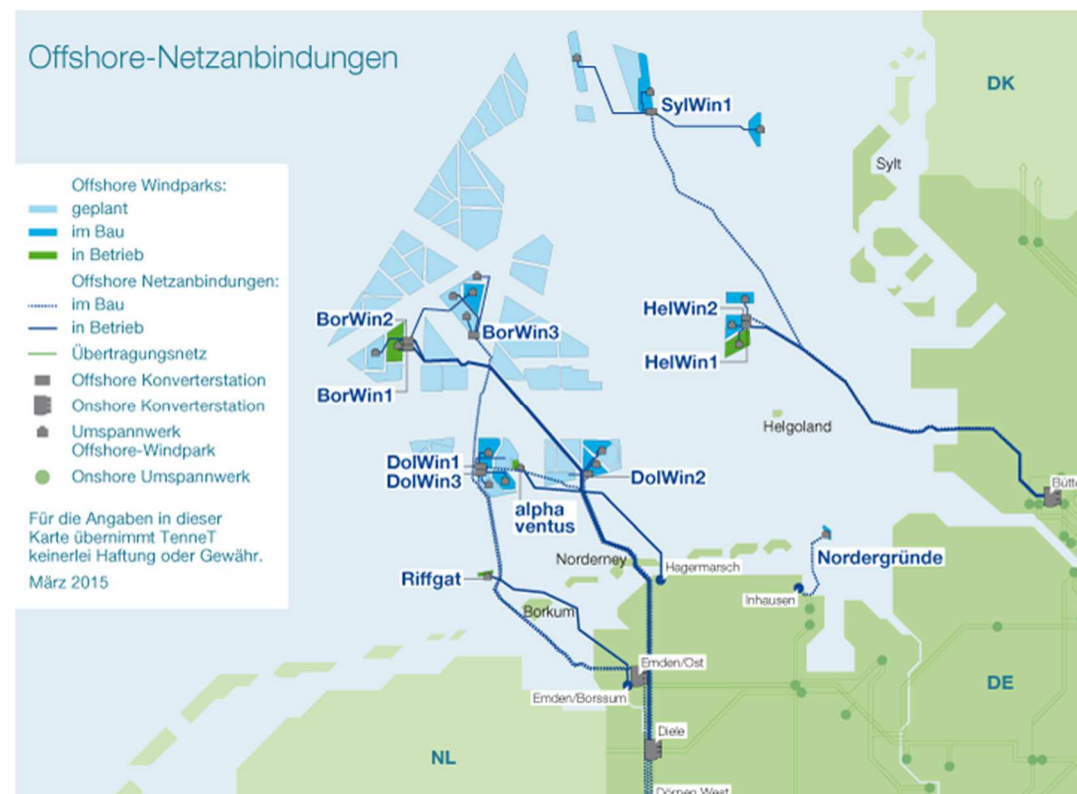 Offshore-Netzanbindungen
DK
SylWin1
Sylt
Offshore Windparks:
geplant
im Bau
in Betrieb
Offshore Netzanbindungen:
im Bau
in Betrieb
Übertragungsnetz
Offshore Konverterstation
Onshore Konverterstation
Umspannwerk
Offshore-Windpark
Onshore Umspannwerk
Für die Angaben in dieser
Karte übernimmt TenneT
keinerlei Haftung oder Gewähr.
März 2015
BorWin2
BorWin3
BorWin1
HelWin2
HelWin1
Helgoland
DolWin1
DolWin3
DolWin2
alpha
ventus
Bütte
Norderney
Hagermarsch
Nordergründe
Inhausen
Riffgat
Borkum
Emden/Ost
Emden/Borssum
DE
Diele
NL
Dörpen West